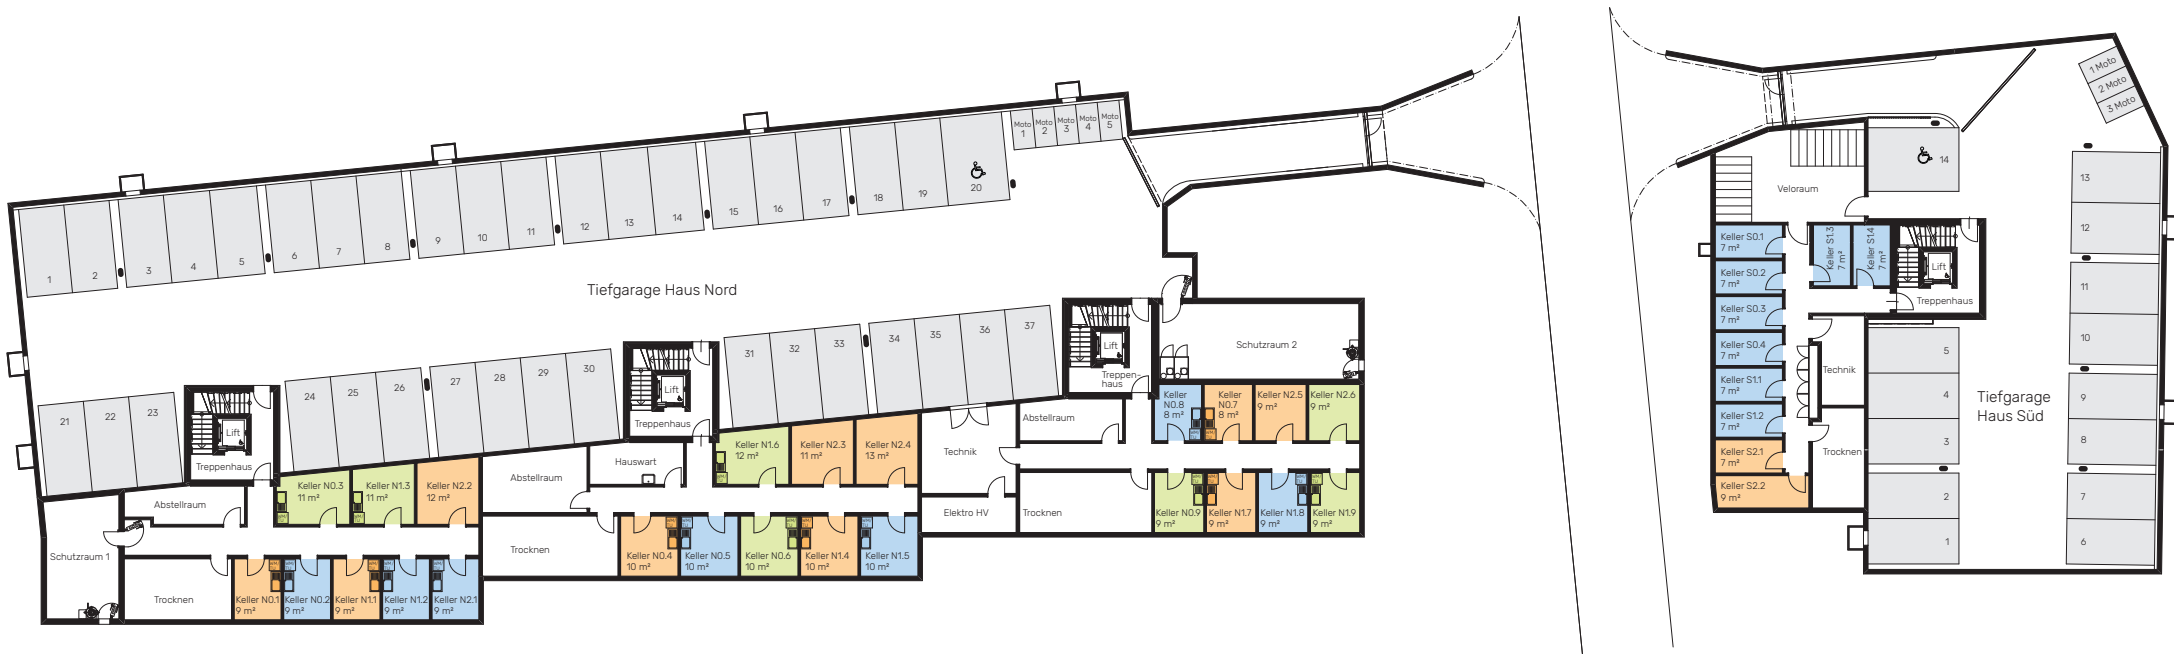 Moto
1
Moto
2
Moto
3
Moto
4
Moto
5
1
2
3
4
5
6
7
8
9
10
11
12
13
14
15
16
17
18
19
20
Tiefgarage Haus Nord
21
22
23
24
25
26
27
28
29
30
31
32
33
34
35
36
37
Lift
Treppenhaus
Lift
Treppenhaus
Lift
Treppen-
haus
Schutzraum 2
Keller
N0.8
8 m²
Keller
N0.7
8 m²
Keller N2.5
9 m²
Keller N2.6
9 m²
Abstellraum
Technik
Keller N1.6
12 m²
Keller N2.3
11 m²
Keller N2.4
13 m²
Hauswart
Abstellraum
Keller N0.3
11 m²
Keller N1.3
11 m²
Keller N2.2
12 m²
Abstellraum
Schutzraum 1
Trocknen
Keller N0.1
9 m²
Keller N0.2
9 m²
Keller N1.1
9 m²
Keller N1.2
9 m²
Keller N2.1
9 m²
Trocknen
Keller N0.4
10 m²
Keller N0.5
10 m²
Keller N0.6
10 m²
Keller N1.4
10 m²
Keller N1.5
10 m²
Elektro HV
Trocknen
Keller N0.9
9 m²
Keller N1.7
9 m²
Keller N1.8
9 m²
Keller N1.9
9 m²
1 Moto
2 Moto
3 Moto
14
Veloraum
Keller S0.1
7 m²
Keller S0.2
7 m²
Keller S0.3
7 m²
Keller S0.4
7 m²
Keller S1.1
7 m²
Keller S1.2
7 m²
Keller S2.1
7 m²
Keller S2.2
9 m²
Keller S1.3
7 m²
Keller S1.4
7 m²
Lift
Treppenhaus
Technik
Trocknen
5
4
3
2
1
Tiefgarage
Haus Süd
13
12
11
10
9
8
7
6